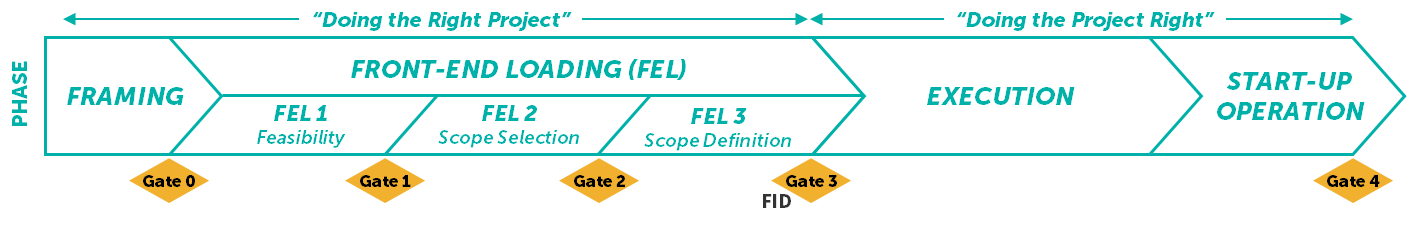 “Doing the Right Project”
“Doing the Project Right”
PHASE
FRAMING
FRONT-END LOADING (FEL)
FEL 1
Feasibility
FEL 2
Scope Selection
FEL 3
Scope Definition
EXECUTION
START-UP
OPERATION
Gate 0
Gate 1
Gate 2
Gate 3
Gate 4
FID